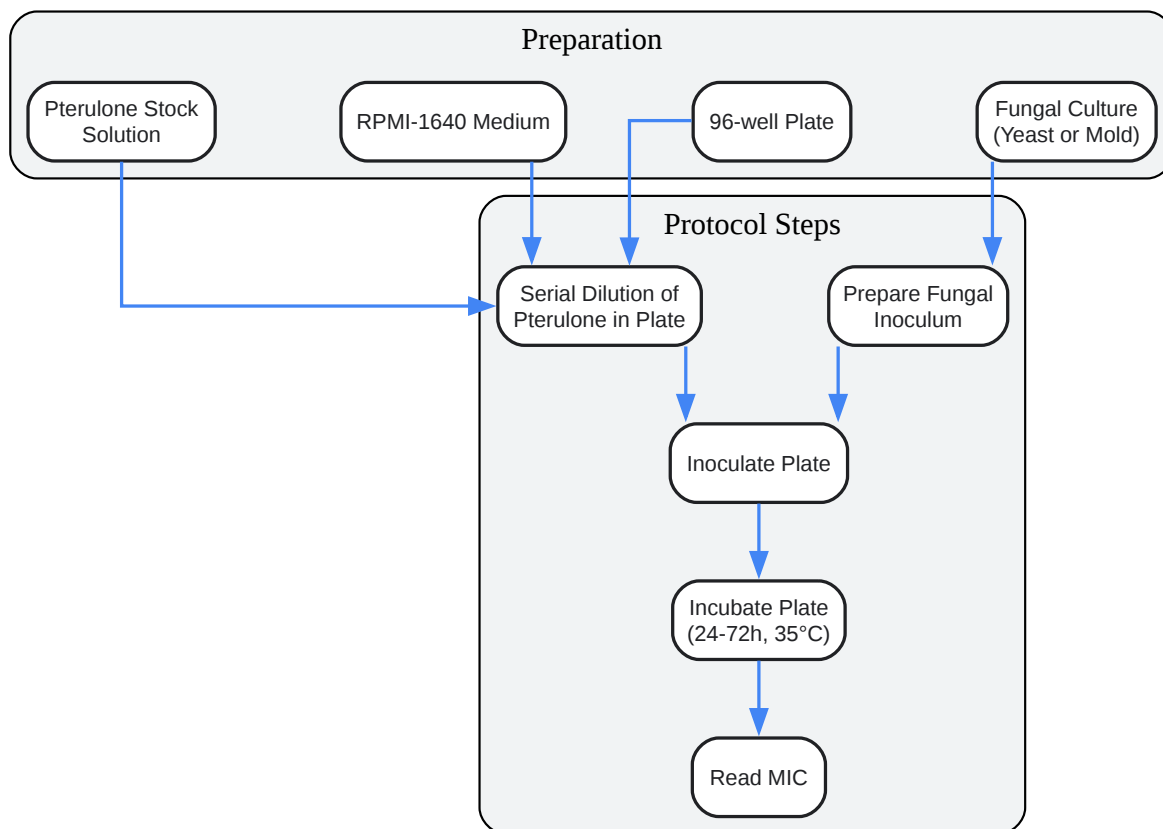 Preparation
Pterulone Stock
Solution
RPMI-1640 Medium
96-well Plate
Fungal Culture
(Yeast or Mold)
Protocol Steps
Serial Dilution of
Pterulone in Plate
Prepare Fungal
Inoculum
Inoculate Plate
Incubate Plate
(24-72h, 35°C)
Read MIC